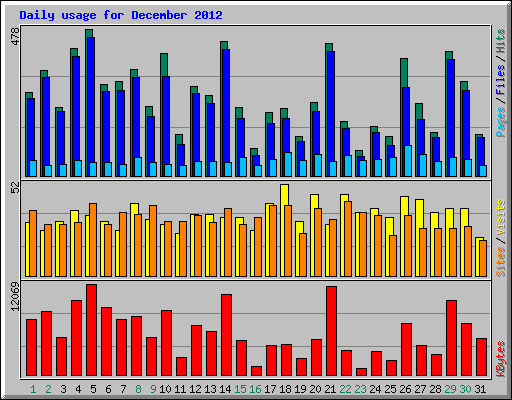 Daily usage for December 2012
478
Pages / Files / Hits
52
Sites / Visits
12069
KBytes
1 2 3 4 5 6 7 8 9 10 11 12 13 14 15 16 17 18 19 20 21 22 23 24 25 26 27 28 29 30 31